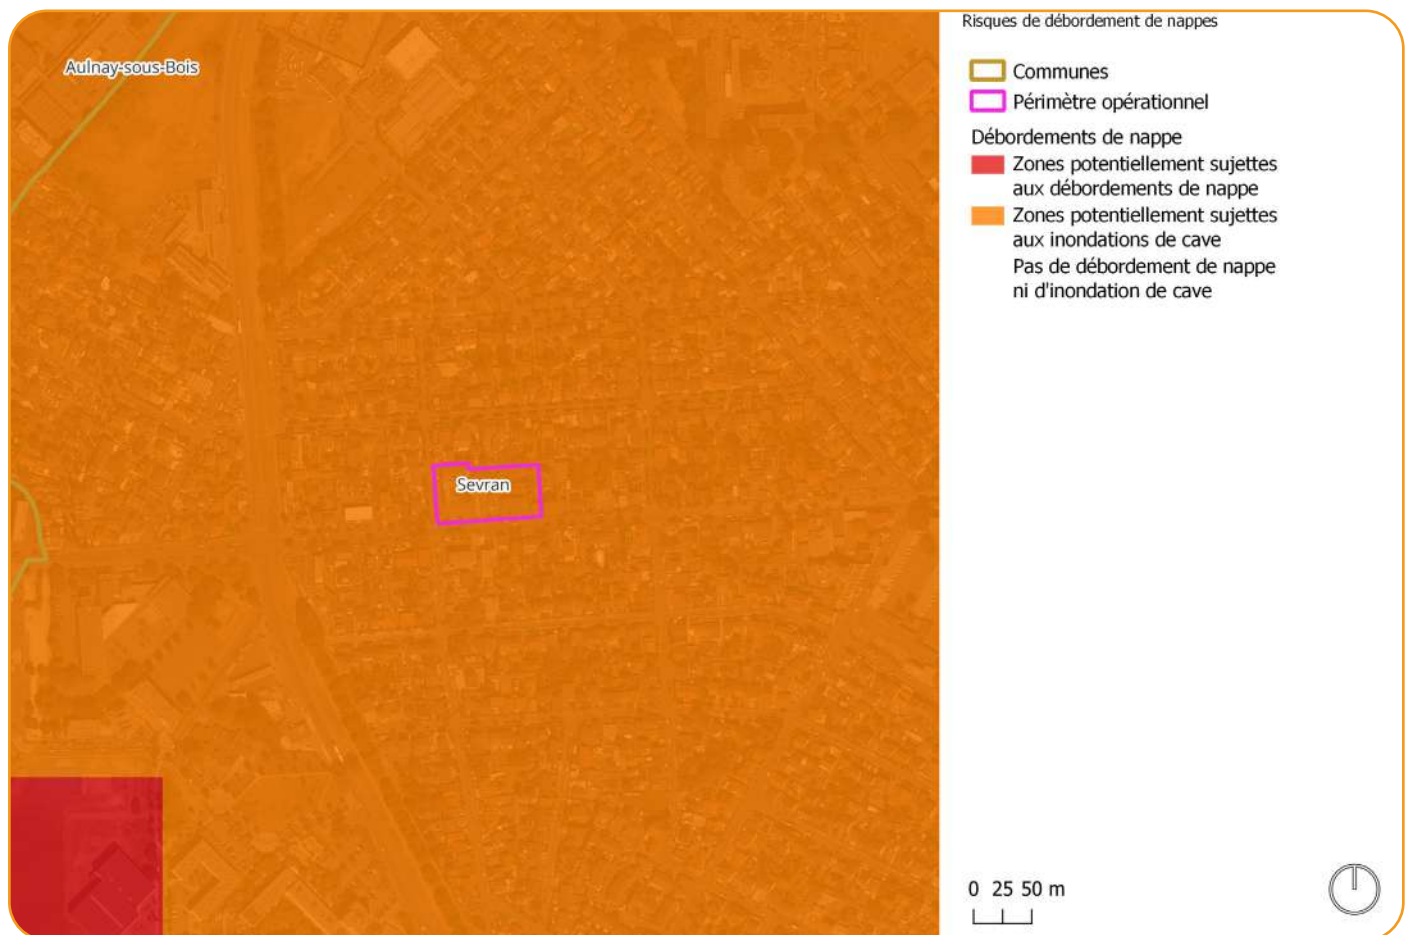 Aulnay-sous-Bois
Sevran
Risques de débordement de nappes
Communes
Périmètre opérationnel
Débordements de nappe
Zones potentiellement sujettes
aux débordements de nappe
Zones potentiellement sujettes
aux inondations de cave
Pas de débordement de nappe
ni d'inondation de cave
0 25 50 m